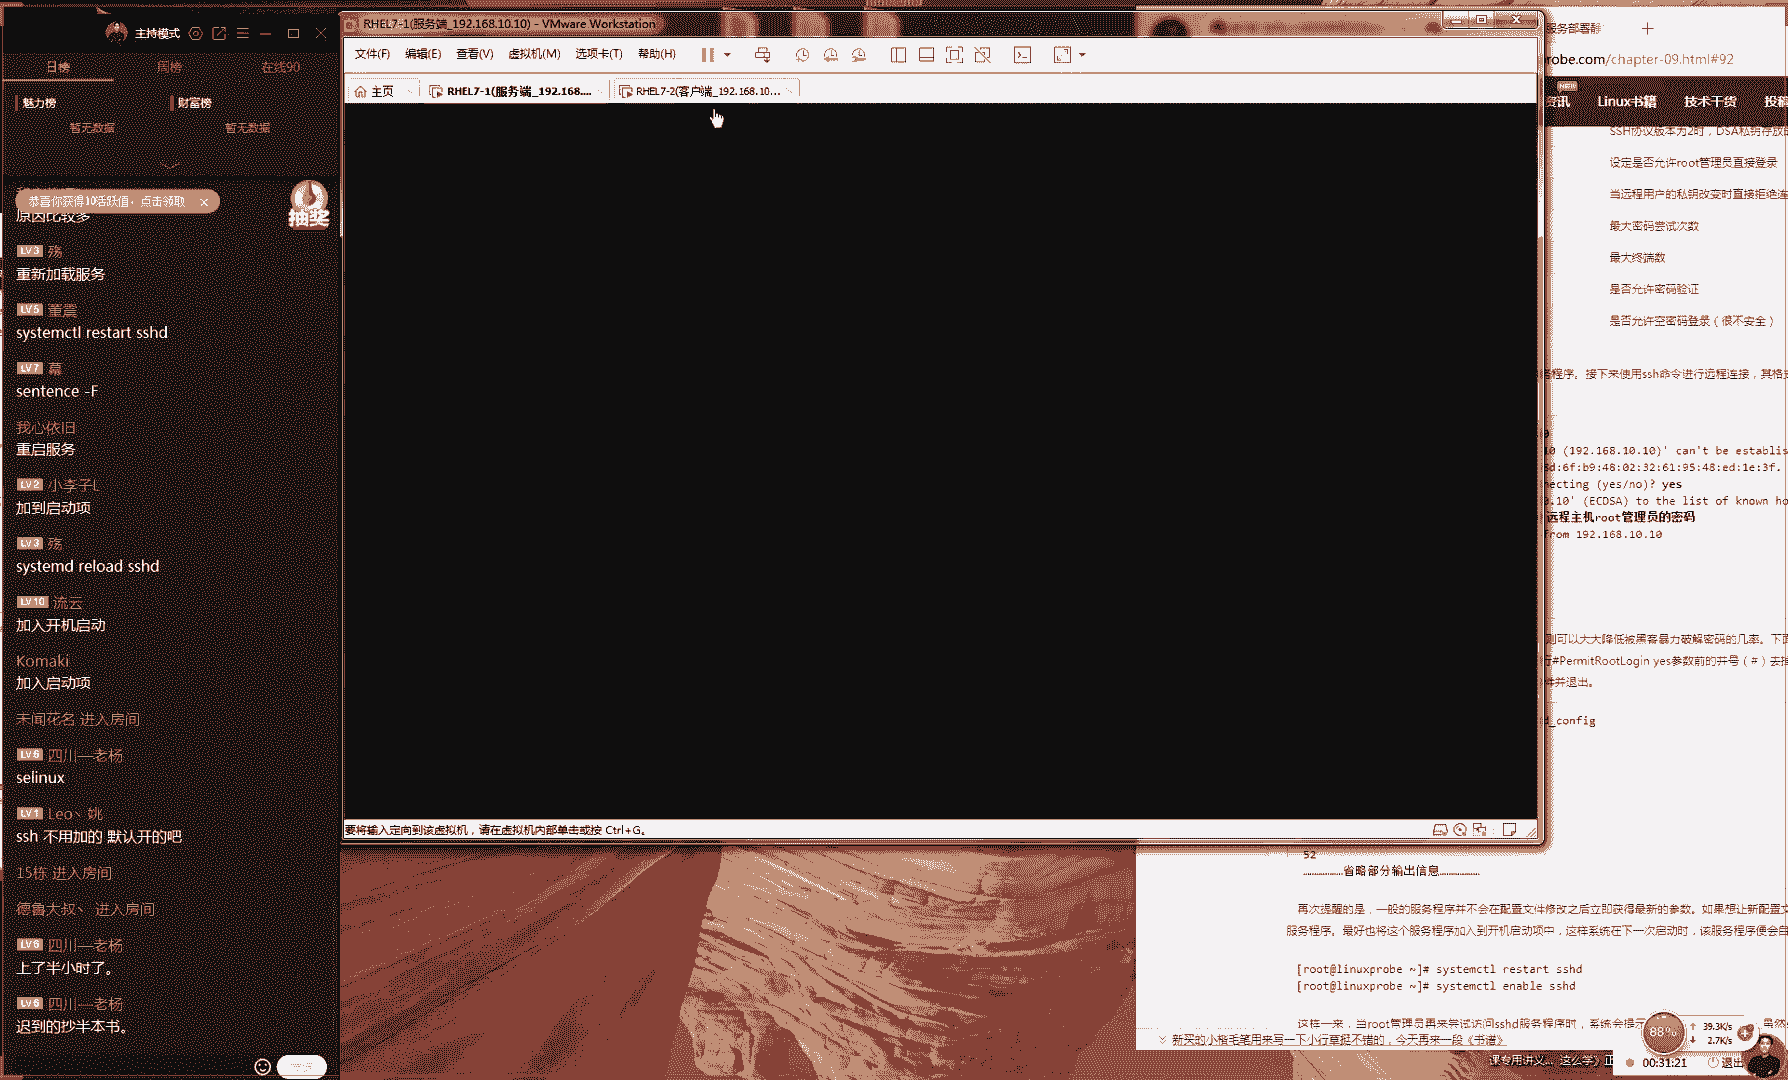 主持模式
日榜 周榜 在线90
魅力榜 财富榜
暂无数据 暂无数据
恭喜你获得10活跃值，点击领取
原因比较多
抽奖
LV3 殇
重新加载服务
LV5 董震
systemctl restart sshd
LV7 幕
sentence -F
我心依旧
重启服务
LV2 小李子L
加到启动项
LV3 殇
systemd reload sshd
LV10 流云
加入开机启动
Komaki
加入启动项
未闻花名 进入房间
LV6 四川—老杨
selinux
LV1 Leo丶姚
ssh 不用加的 默认开的吧
15栋 进入房间
德鲁大叔丶 进入房间
LV6 四川—老杨
上了半小时了。
LV6 四川—老杨
迟到的抄半本书。
RHEL7-1(服务端_192.168.10.10) - VMware Workstation
文件(F) 编辑(E) 查看(V) 虚拟机(M) 选项卡(T) 帮助(H)
主页 RHEL7-1(服务端_192.168.... RHEL7-2(客户端_192.168.10...
要将输入定向到该虚拟机，请在虚拟机内部单击或按 Ctrl+G。
服务部署静
robe.com/chapter-09.html#92
资讯 Linux书籍 技术干货 投稿
SSH协议版本为2时，DSA私钥存放的
设定是否允许root管理员直接登录
当远程用户的私钥改变时直接拒绝连
最大密码尝试次数
最大终端数
是否允许密码验证
是否允许空密码登录（很不安全）
务程序。接下来使用ssh命令进行远程连接，其格式
0 (192.168.10.10)' can't be establis
6d:6f:b9:48:02:32:61:95:48:ed:1e:3f.
necting (yes/no)? yes
0.10' (ECDSA) to the list of known ho
远程主机root管理员的密码
from 192.168.10.10
则可以大大降低被黑客暴力破解密码的几率。下面
行#PermitRootLogin yes参数前的井号（#）去掉
件并退出。
d_config
52
………………省略部分输出信息………………
再次提醒的是，一般的服务程序并不会在配置文件修改之后立即获得最新的参数。如果想让新配置文
服务程序。最好也将这个服务程序加入到开机启动项中，这样系统在下一次启动时，该服务程序便会自
[root@linuxprobe ~]# systemctl restart sshd
[root@linuxprobe ~]# systemctl enable sshd
这样一来，当root管理员再来尝试访问sshd服务程序时，系统会提示
新买的小楷毛笔用来写一下小行草挺不错的，今天再来一段《书谱》
88% 39.3K/s
2.7K/s
00:31:21 退出